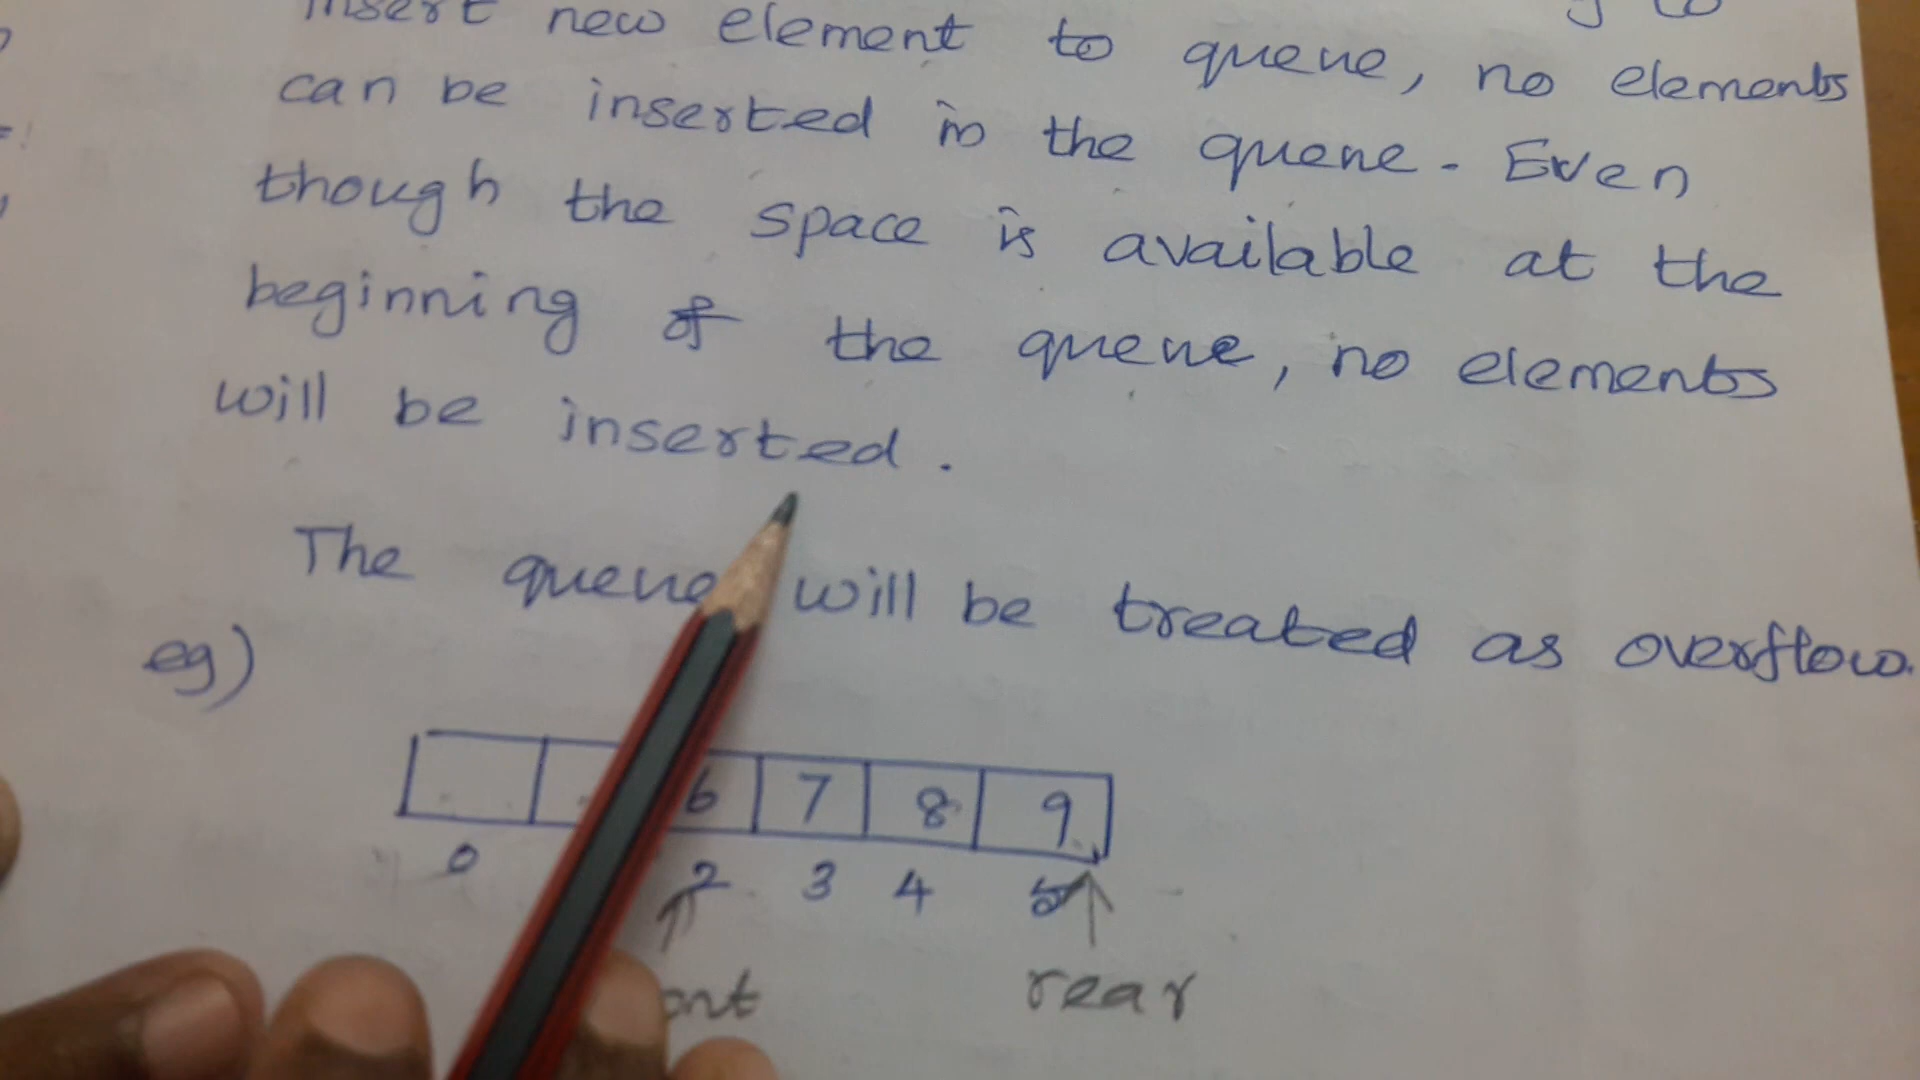 insert new element to queue, no elements
can be inserted in the queue. Even
though the space is available at the
beginning of the queue, no elements
will be inserted.
The queue will be treated as overflow.
eg)
6 7 8 9
0 2 3 4 5
rear